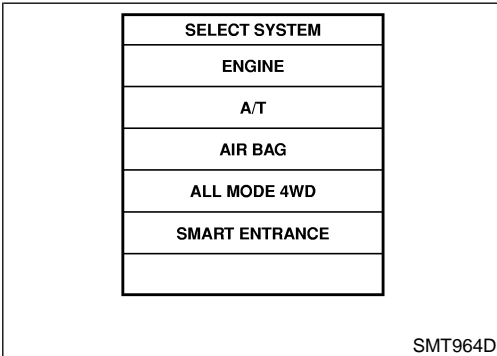 SELECT SYSTEM
ENGINE
A/T
AIR BAG
ALL MODE 4WD
SMART ENTRANCE
SMT964D